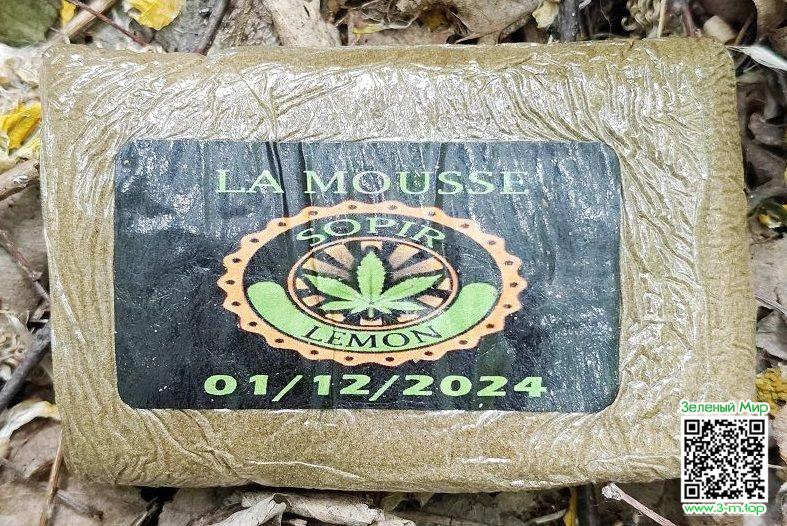 LA MOUSSE
SOPIR
LEMON
01/12/2024
Зеленый Мир
www.3-m.top